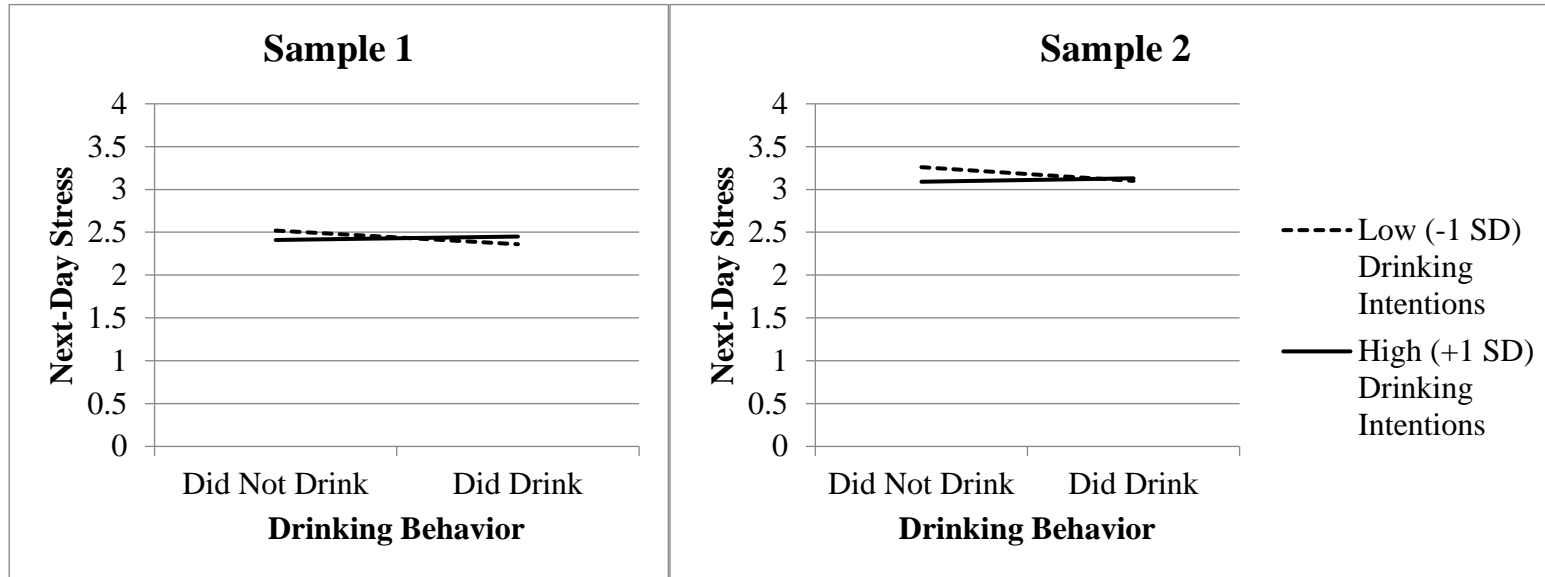 Sample 1
4
3.5
3
2.5
2
1.5
1
0.5
0
Next-Day Stress
Did Not Drink
Did Drink
Drinking Behavior
Sample 2
4
3.5
3
2.5
2
1.5
1
0.5
0
Next-Day Stress
Did Not Drink
Did Drink
Drinking Behavior
Low (-1 SD)
Drinking
Intentions
High (+1 SD)
Drinking
Intentions